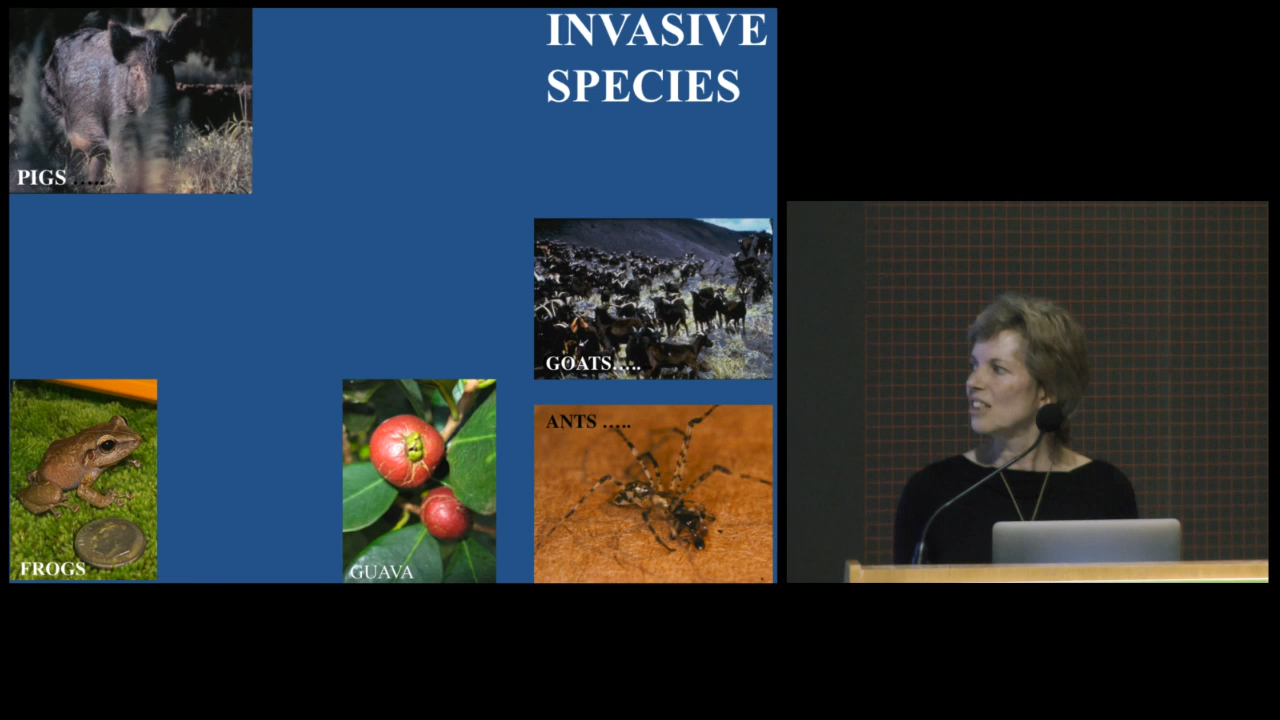 INVASIVE
SPECIES
PIGS .....
GOATS.....
ANTS .....
FROGS
GUAVA